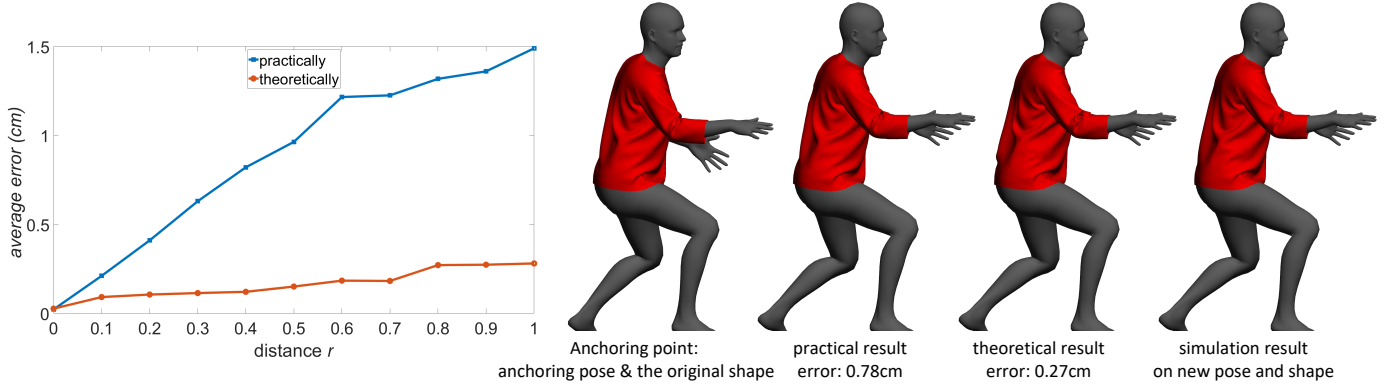 practically
theoretically
1.5
1
0.5
0
average error (cm)
0 0.1 0.2 0.3 0.4 0.5 0.6 0.7 0.8 0.9 1
distance r
Anchoring point:
anchoring pose & the original shape
practical result
error: 0.78cm
theoretical result
error: 0.27cm
simulation result
on new pose and shape